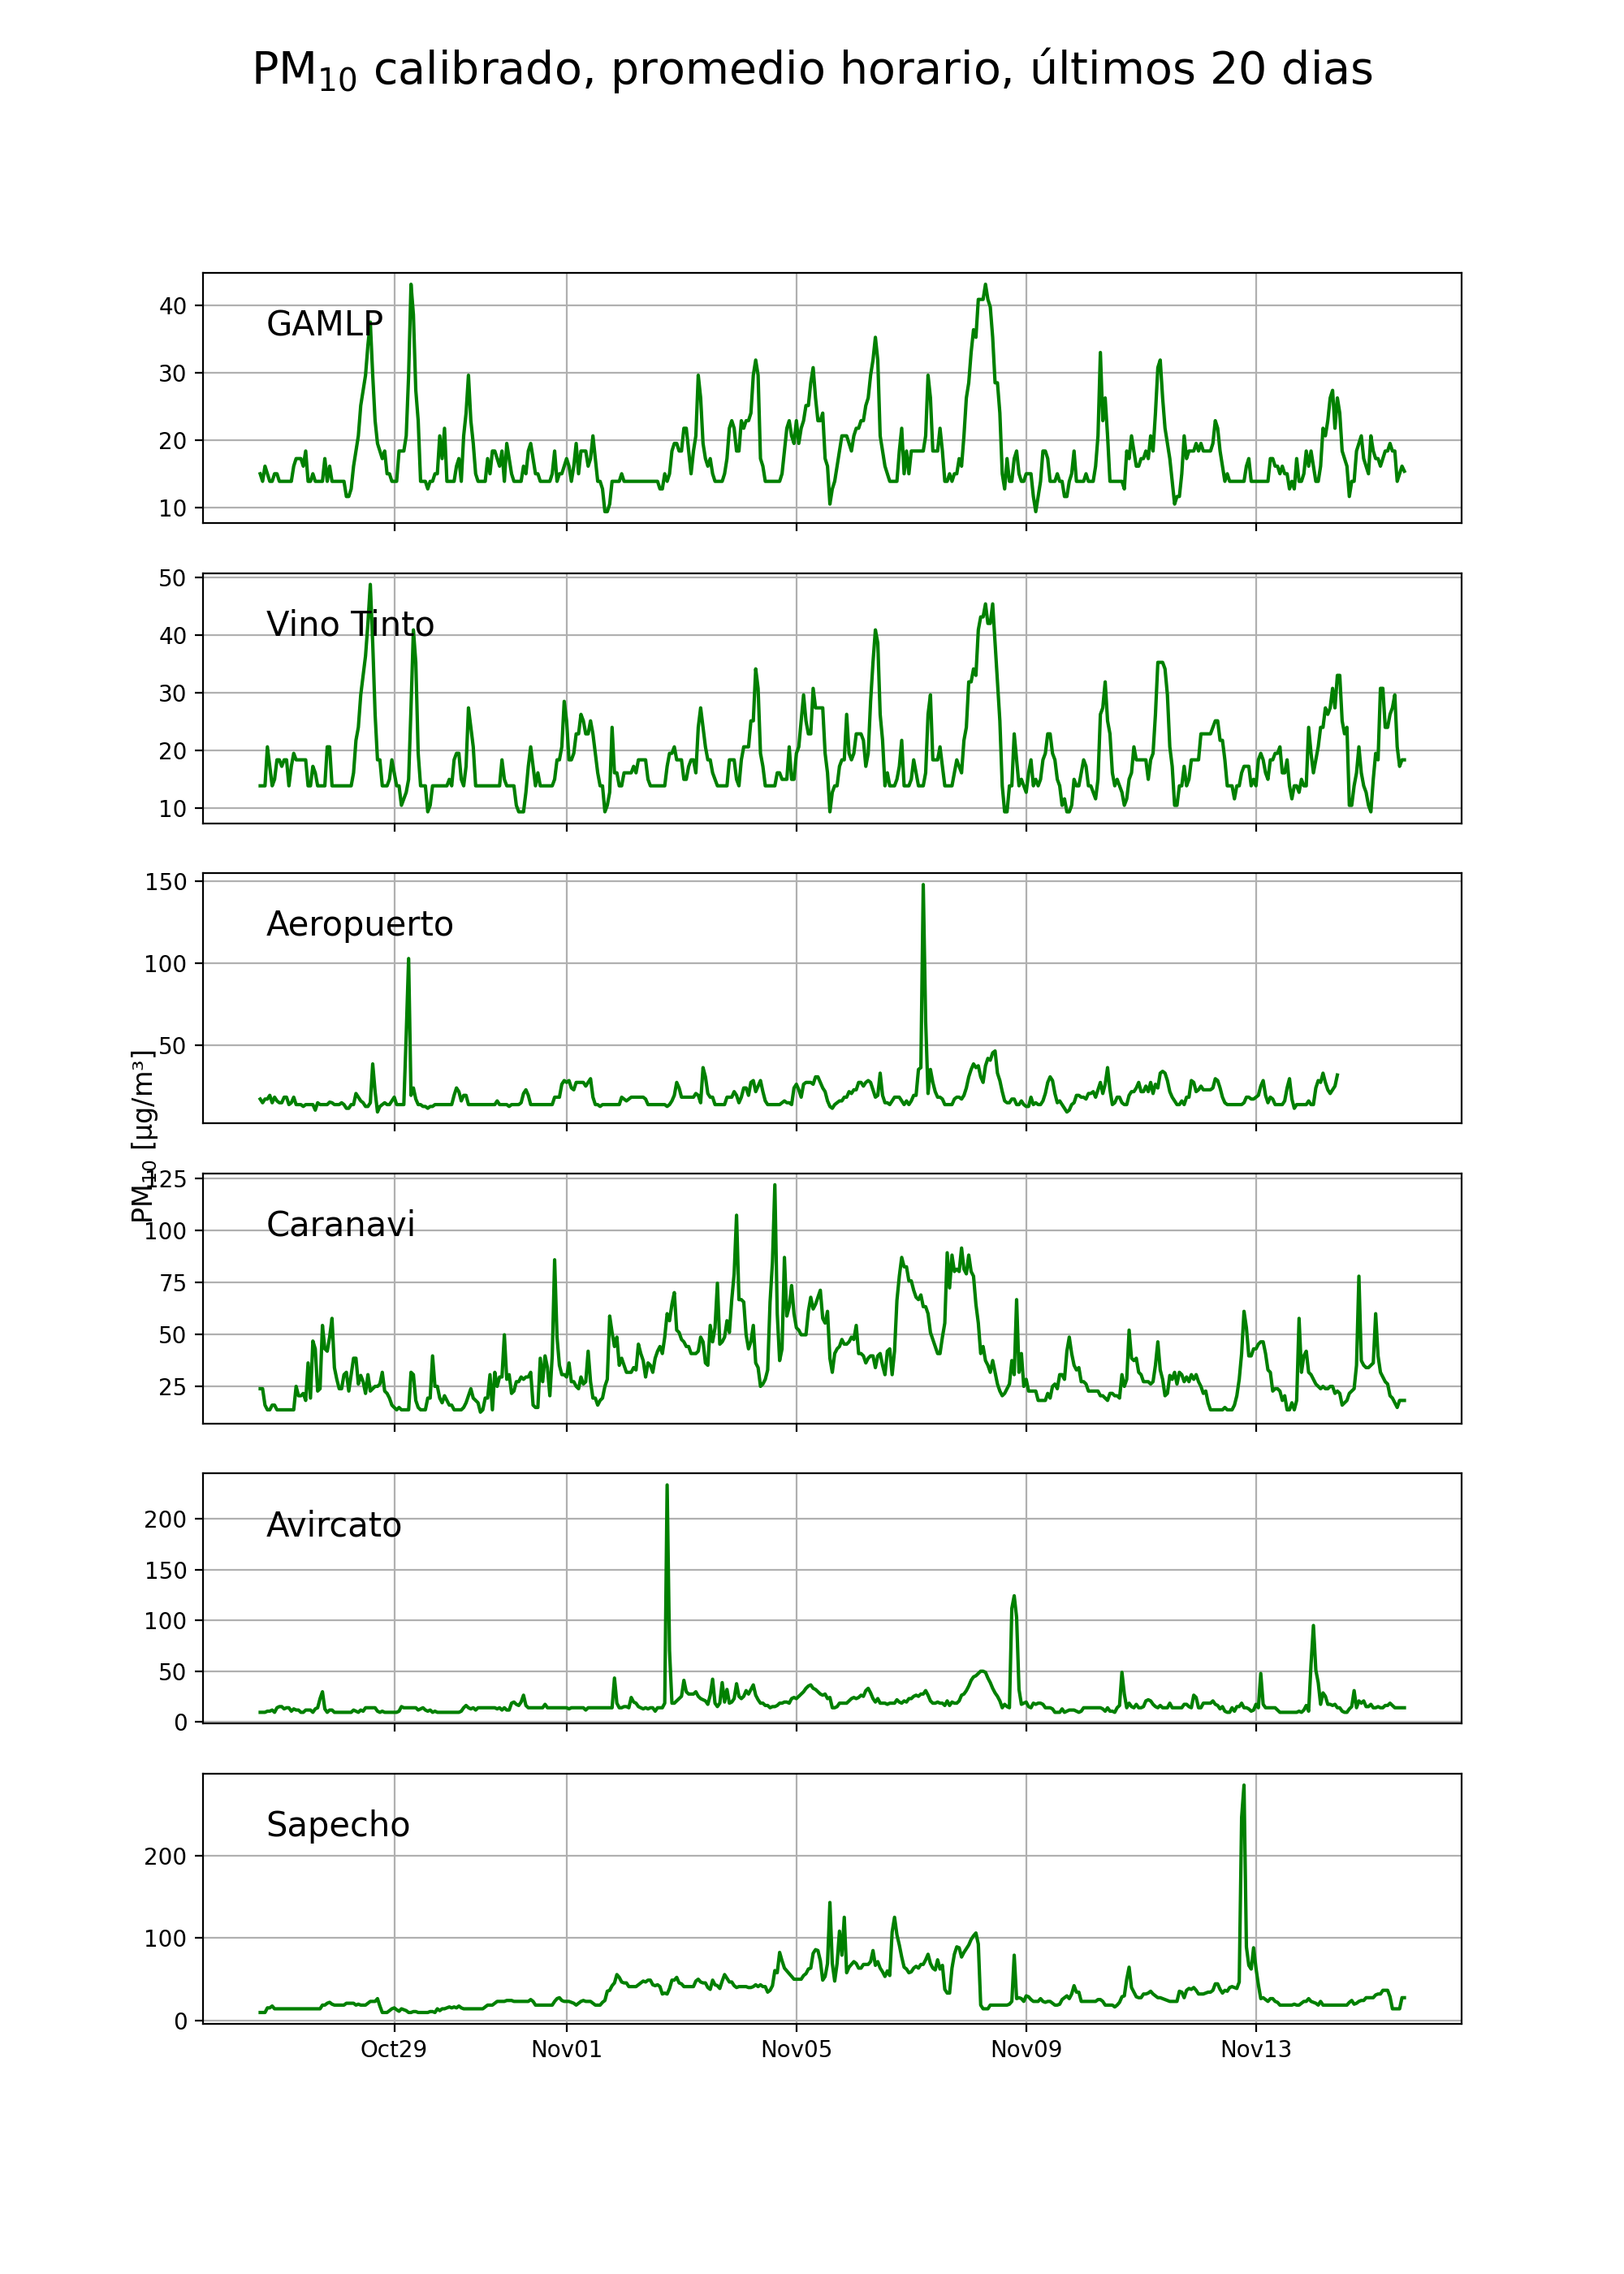 PM₁₀ calibrado, promedio horario, últimos 20 dias
40
GAMLP
30
20
10
50
Vino Tinto
40
30
20
10
150
Aeropuerto
100
50
PM₁₀ [µg/m³]
125
Caranavi
100
75
50
25
Avircato
200
150
100
50
0
Sapecho
200
100
0
Oct29 Nov01 Nov05 Nov09 Nov13